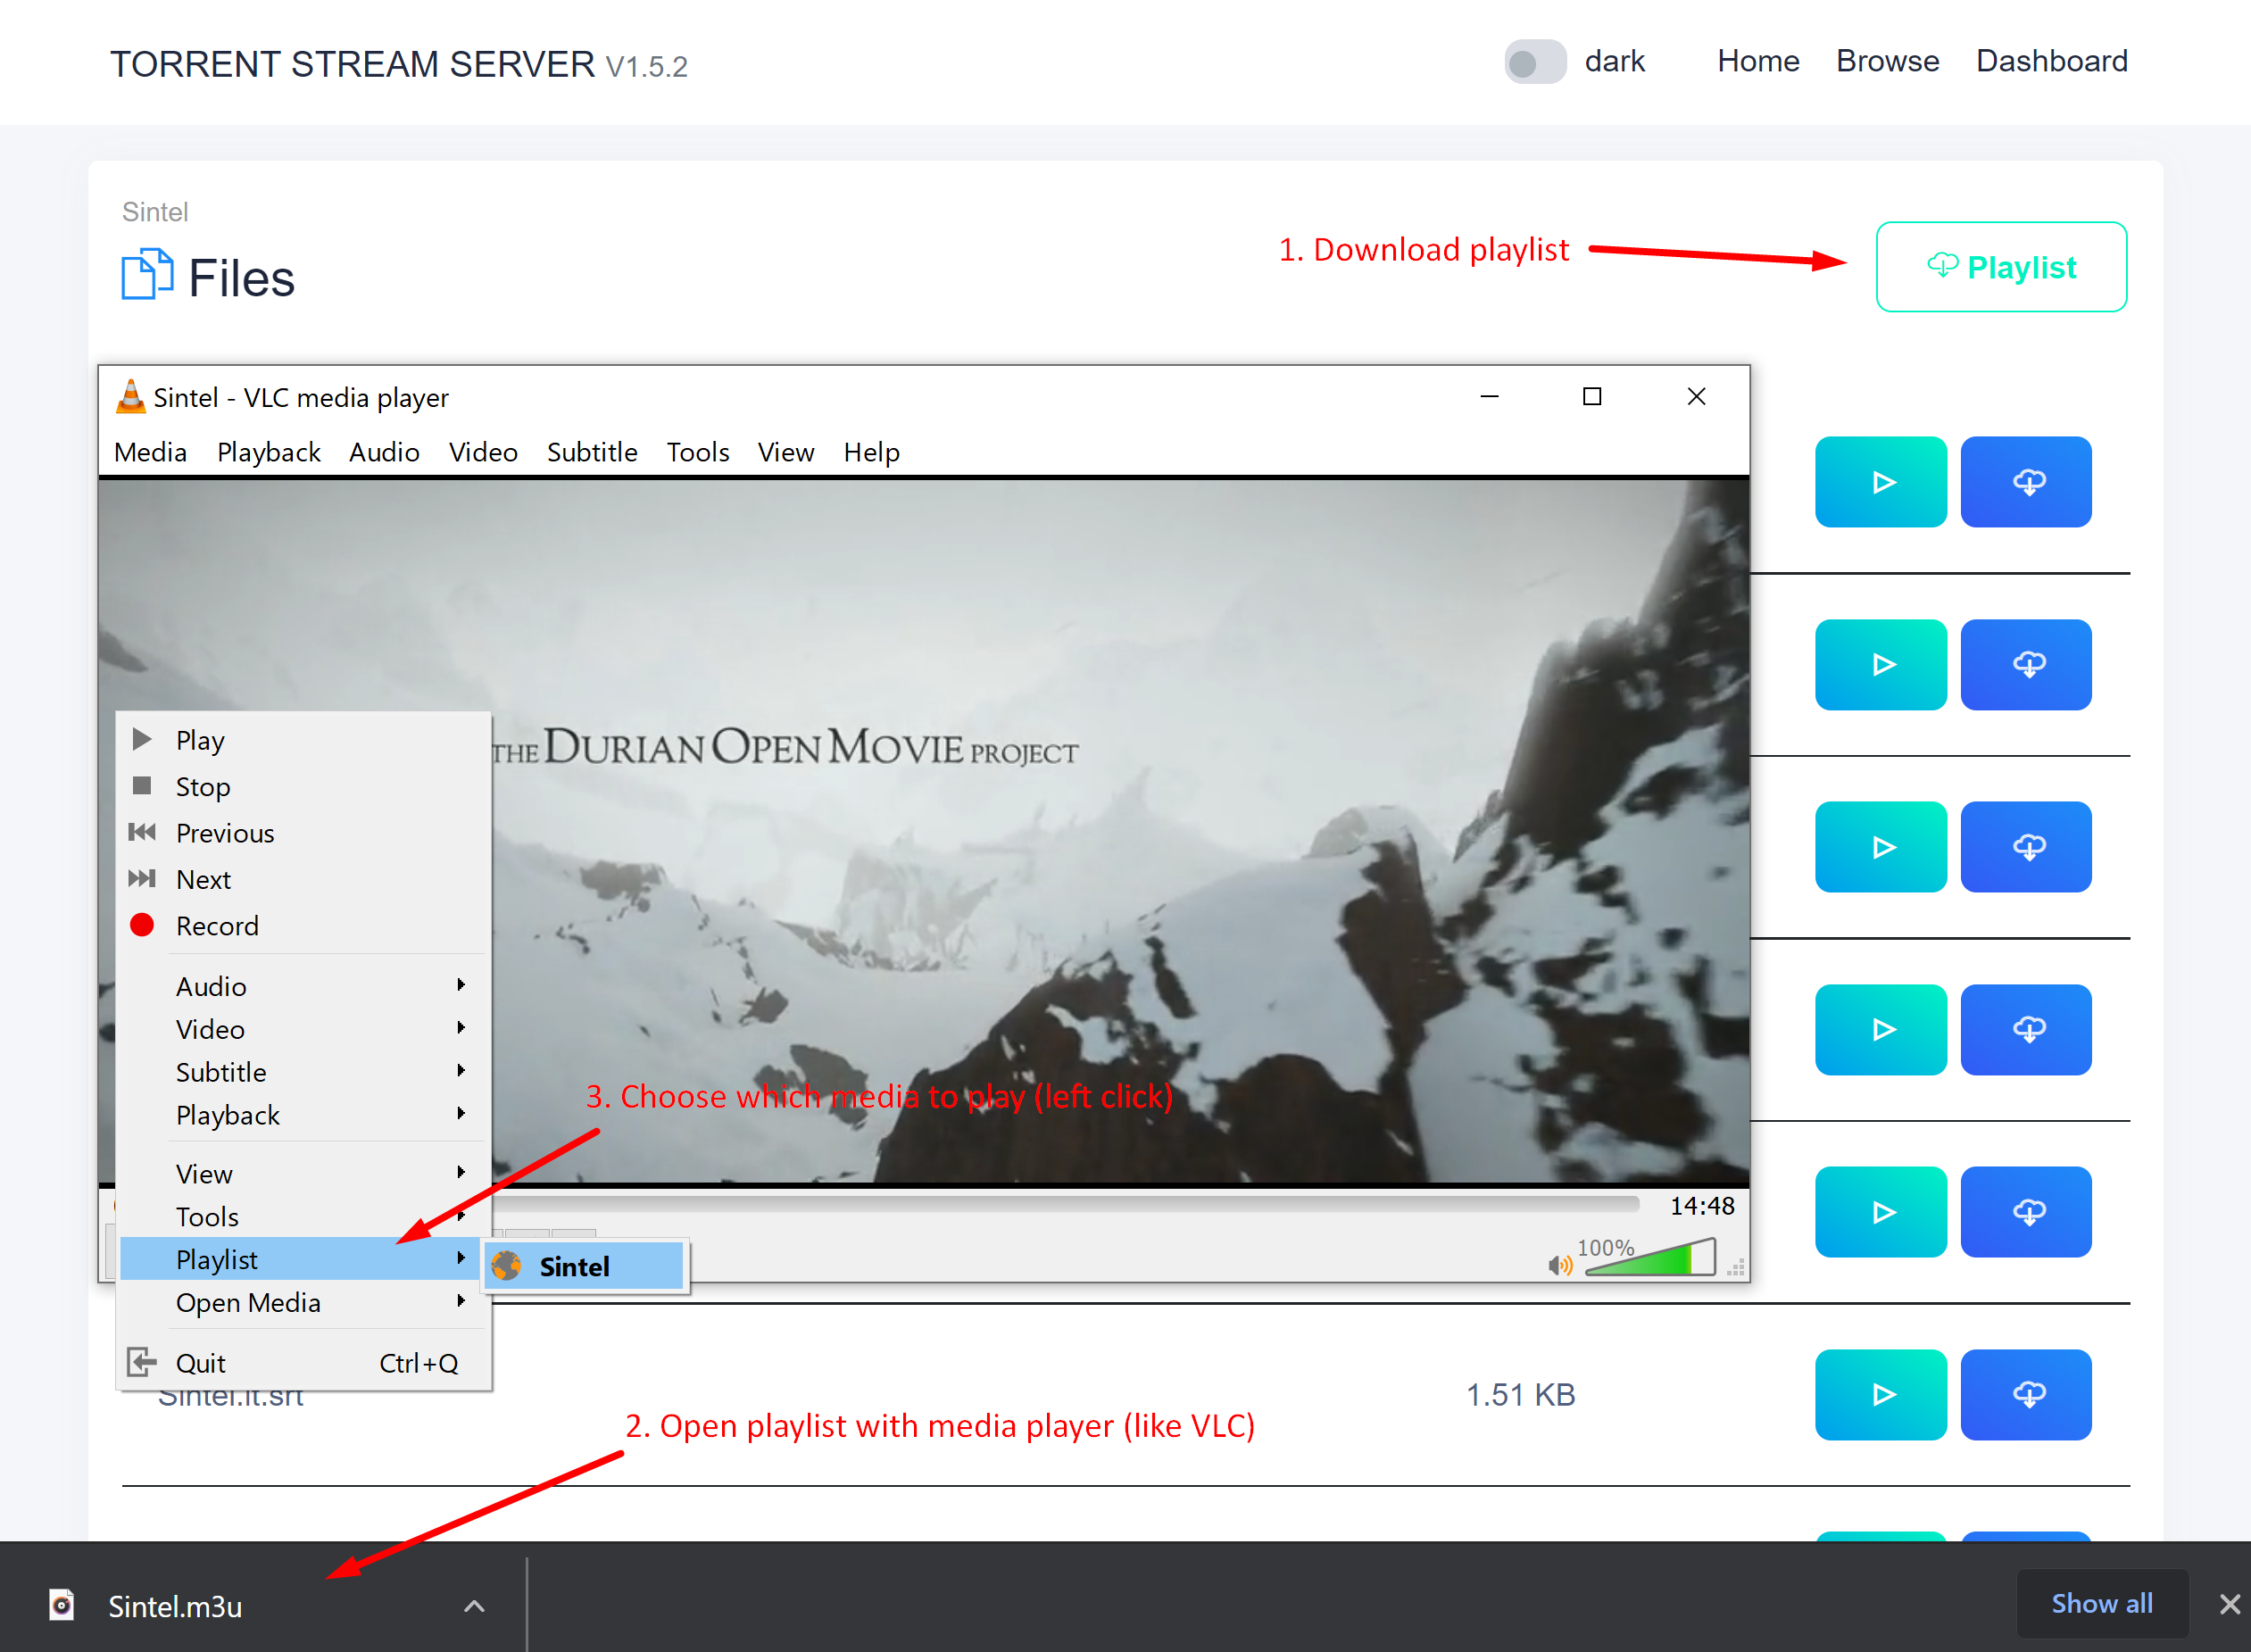 TORRENT STREAM SERVER V1.5.2
dark
Home
Browse
Dashboard
Sintel
Files
1. Download playlist
Playlist
Sintel - VLC media player
Media Playback Audio Video Subtitle Tools View Help
THE DURIAN OPEN MOVIE PROJECT
Play
Stop
Previous
Next
Record
Audio
Video
Subtitle
Playback
3. Choose which media to play (left click)
View
Tools
14:48
Playlist
Sintel
100%
Open Media
Quit Ctrl+Q
Sintel.it.srt
1.51 KB
2. Open playlist with media player (like VLC)
Sintel.m3u
Show all